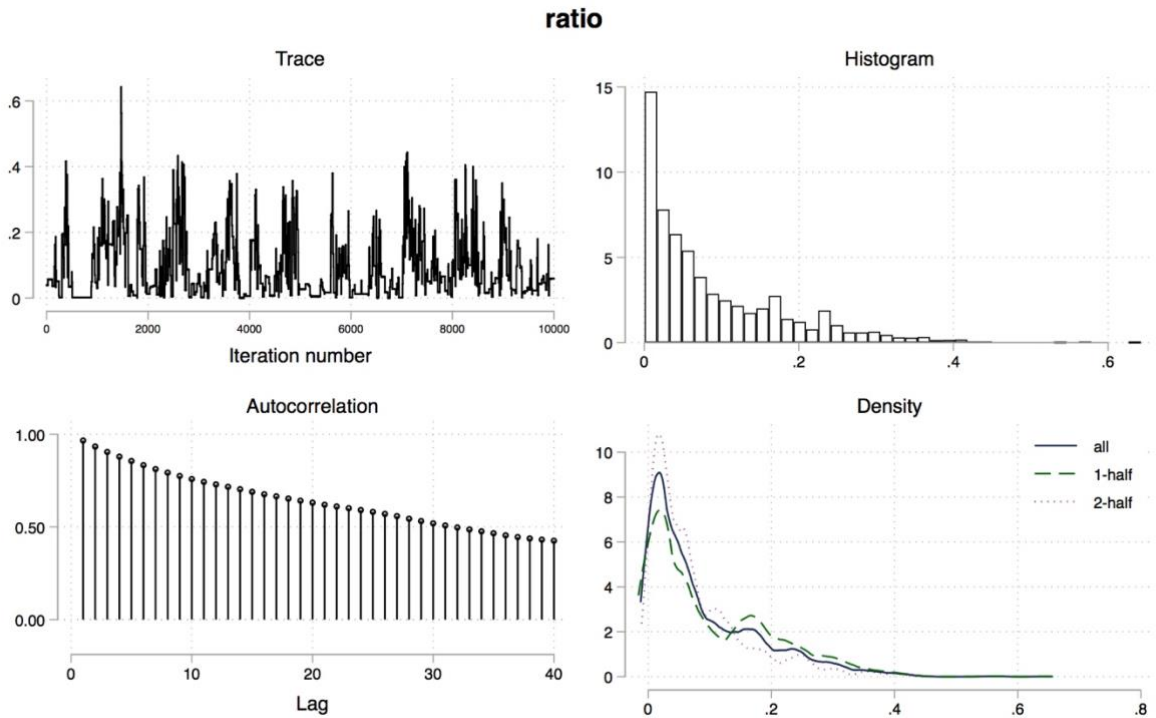 ratio
Trace
.6
.4
.2
0
0 2000 4000 6000 8000 10000
Iteration number
Histogram
15
10
5
0
0 .2 .4 .6
Autocorrelation
1.00
0.50
0.00
0 10 20 30 40
Lag
Density
10
8
6
4
2
0
0 .2 .4 .6 .8
all
1-half
2-half